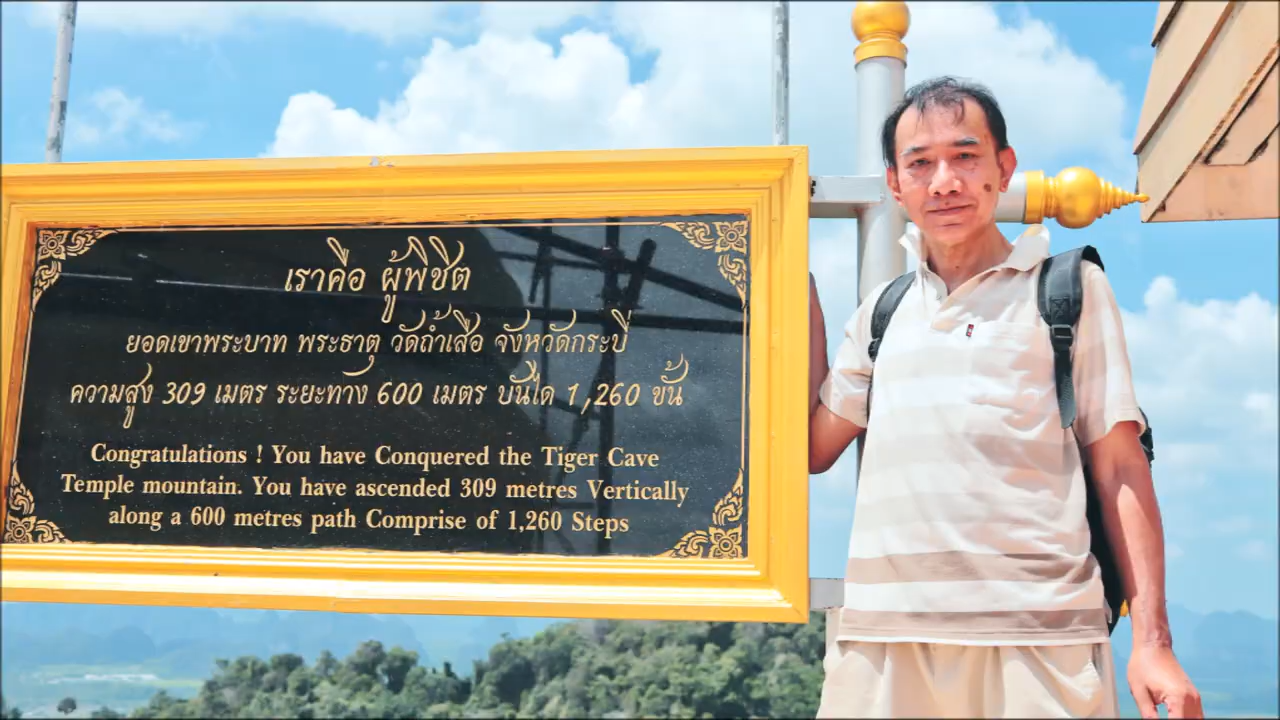 เราคือ ผู้พิชิต
ยอดเขาพระบาท พระธาตุ วัดถ้ำเสือ จังหวัดกระบี่
ความสูง 309 เมตร ระยะทาง 600 เมตร บันได 1,260 ขั้น
Congratulations ! You have Conquered the Tiger Cave
Temple mountain. You have ascended 309 metres Vertically
along a 600 metres path Comprise of 1,260 Steps